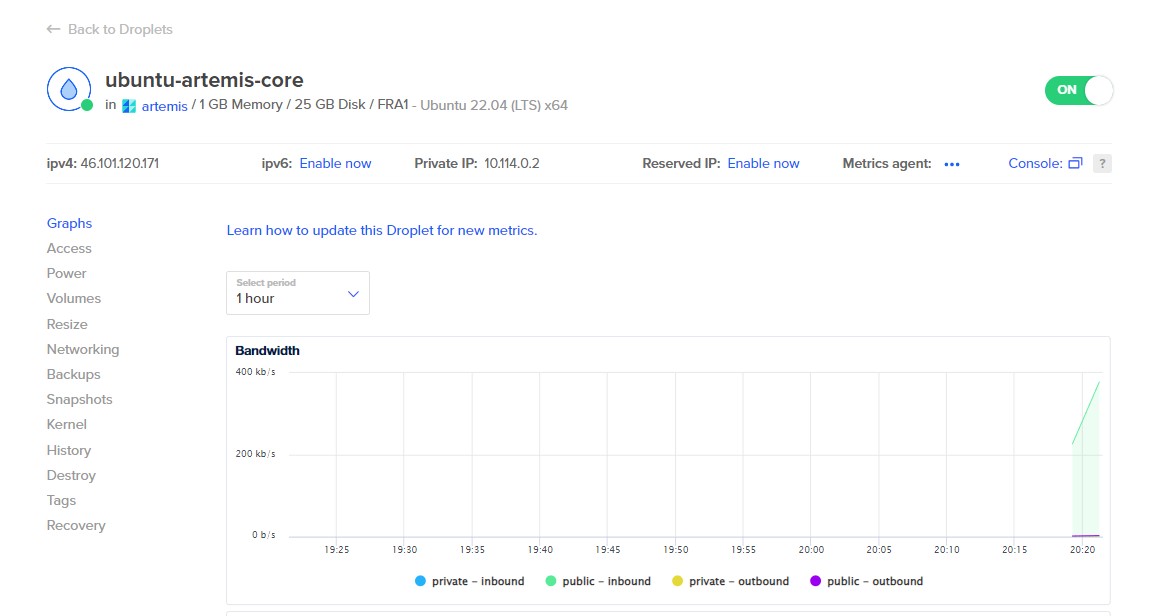 ← Back to Droplets
ubuntu-artemis-core
in artemis / 1 GB Memory / 25 GB Disk / FRA1 - Ubuntu 22.04 (LTS) x64
ON
ipv4: 46.101.120.171 ipv6: Enable now Private IP: 10.114.0.2 Reserved IP: Enable now Metrics agent: ••• Console: ?
Graphs
Access
Power
Volumes
Resize
Networking
Backups
Snapshots
Kernel
History
Destroy
Tags
Recovery
Learn how to update this Droplet for new metrics.
Select period
1 hour
Bandwidth
400 kb/s
200 kb/s
0 b/s
19:25 19:30 19:35 19:40 19:45 19:50 19:55 20:00 20:05 20:10 20:15 20:20
private – inbound public – inbound private – outbound public – outbound